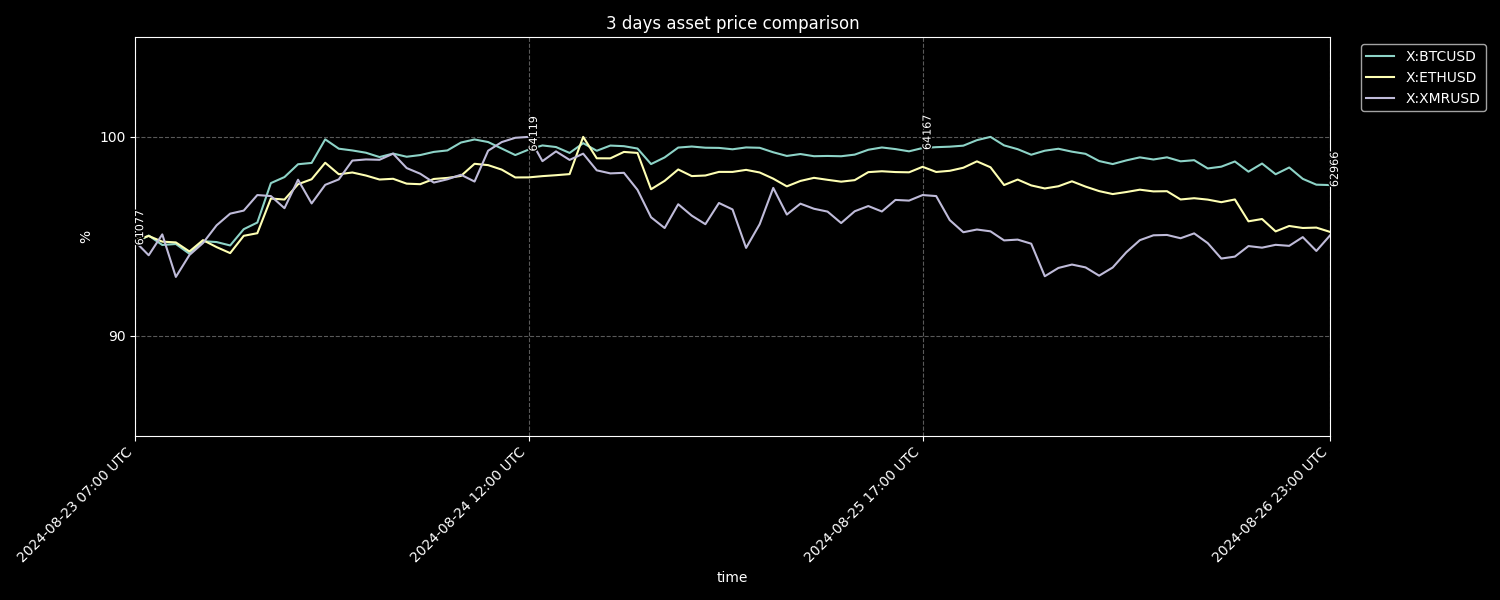 3 days asset price comparison
X:BTCUSD
X:ETHUSD
X:XMRUSD
100
90
%
61077
64119
64167
62966
2024-08-23 07:00 UTC
2024-08-24 12:00 UTC
2024-08-25 17:00 UTC
2024-08-26 23:00 UTC
time